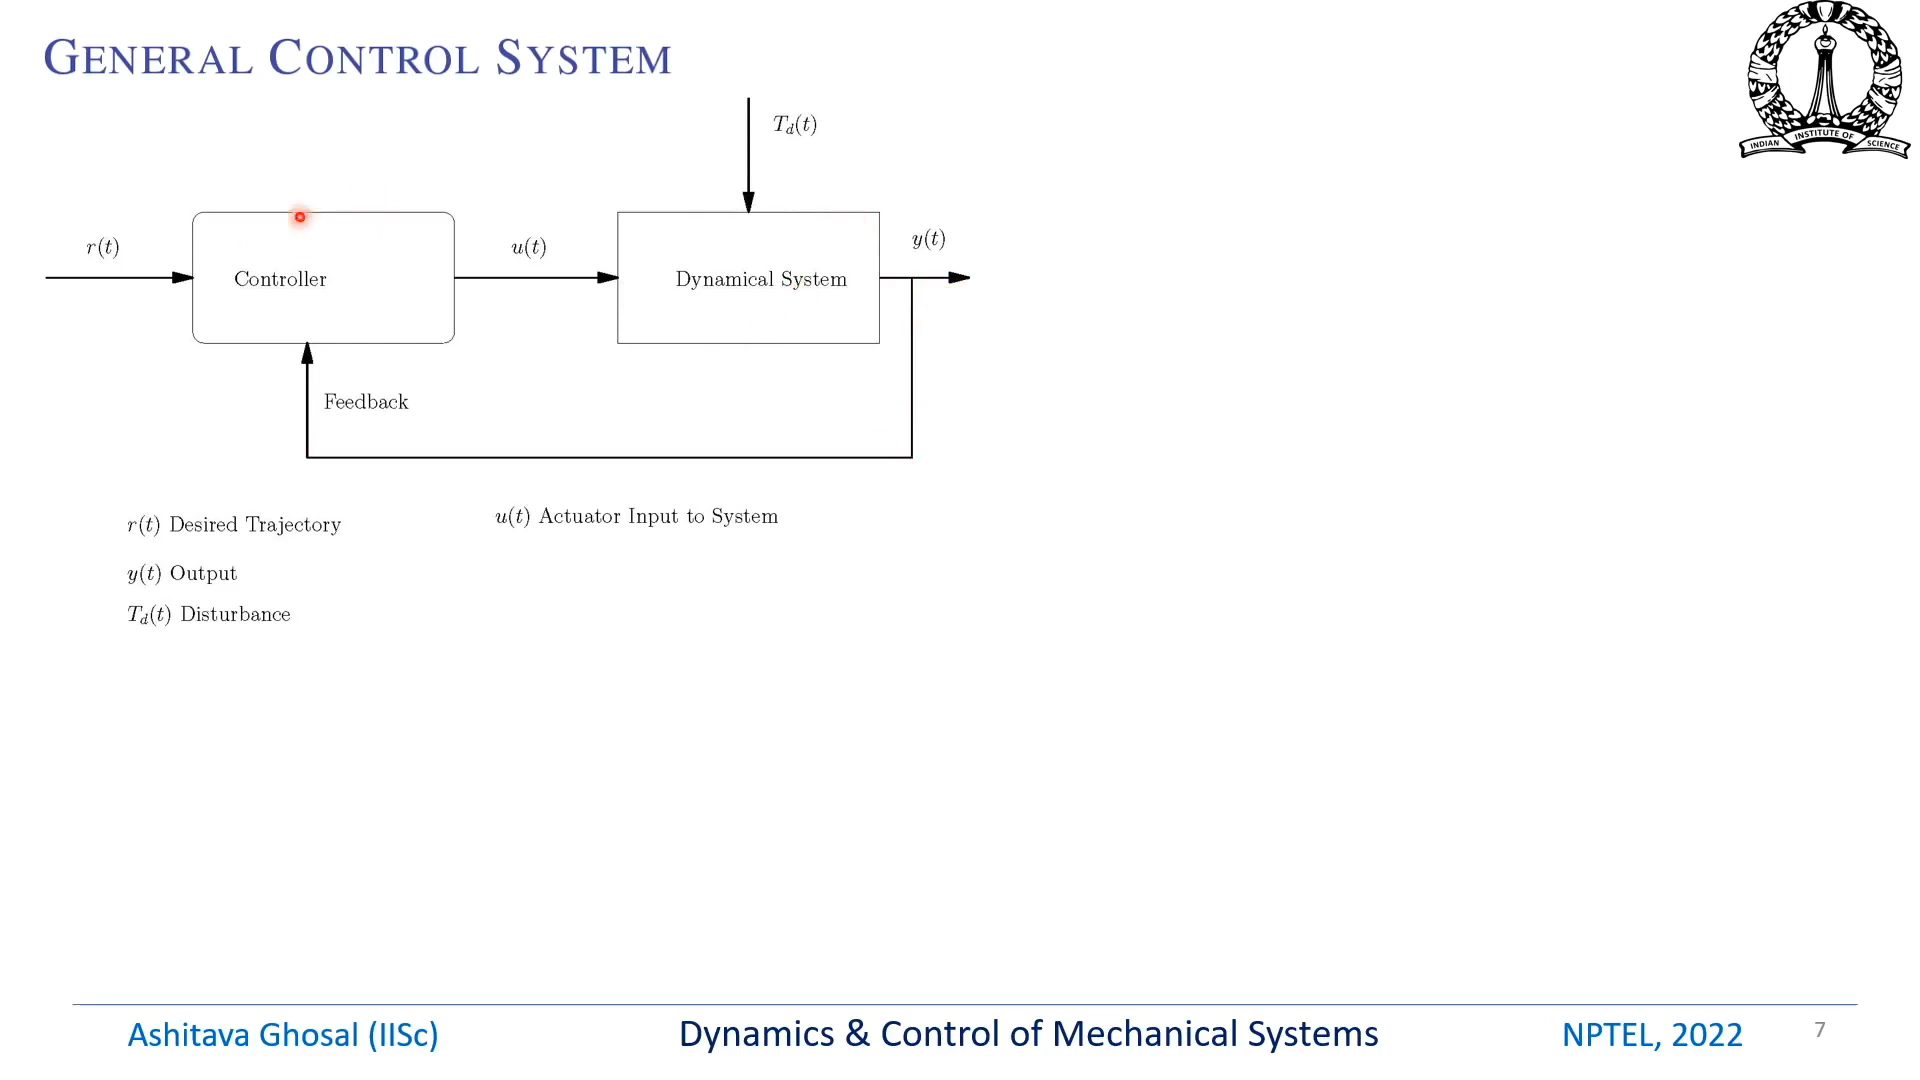 GENERAL CONTROL SYSTEM
INDIAN INSTITUTE OF SCIENCE
T_d(t)
r(t)
u(t)
y(t)
Controller
Dynamical System
Feedback
r(t) Desired Trajectory
u(t) Actuator Input to System
y(t) Output
T_d(t) Disturbance
Ashitava Ghosal (IISc)
Dynamics & Control of Mechanical Systems
NPTEL, 2022
7